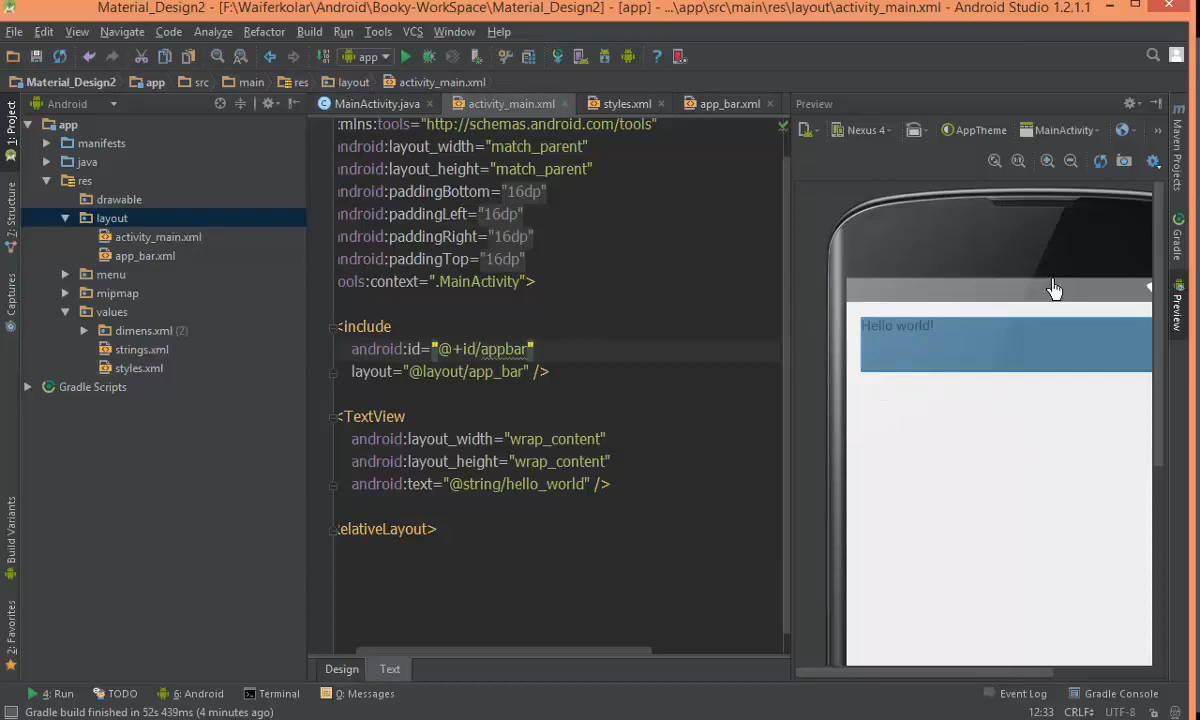 Material_Design2 - [F:\Waiferkolar\Android\Booky-WorkSpace\Material_Design2] - [app] - ...\app\src\main\res\layout\activity_main.xml - Android Studio 1.2.1.1
File Edit View Navigate Code Analyze Refactor Build Run Tools VCS Window Help
app
Material_Design2 app src main res layout activity_main.xml
Android MainActivity.java activity_main.xml styles.xml app_bar.xml Preview
1: Project
Z: Structure
Captures
Build Variants
2: Favorites
app
manifests
java
res
drawable
layout
activity_main.xml
app_bar.xml
menu
mipmap
values
dimens.xml (2)
strings.xml
styles.xml
Gradle Scripts
:mlns:tools="http://schemas.android.com/tools"
android:layout_width="match_parent"
android:layout_height="match_parent"
android:paddingBottom="16dp"
android:paddingLeft="16dp"
android:paddingRight="16dp"
android:paddingTop="16dp"
ools:context=".MainActivity">
<include
android:id="@+id/appbar"
layout="@layout/app_bar" />
<TextView
android:layout_width="wrap_content"
android:layout_height="wrap_content"
android:text="@string/hello_world" />
RelativeLayout>
Design Text
Nexus 4 AppTheme MainActivity
Hello world!
Maven Projects
Gradle
Preview
4: Run TODO 6: Android Terminal 0: Messages Event Log Gradle Console
Gradle build finished in 52s 439ms (4 minutes ago) 12:33 CRLF UTF-8